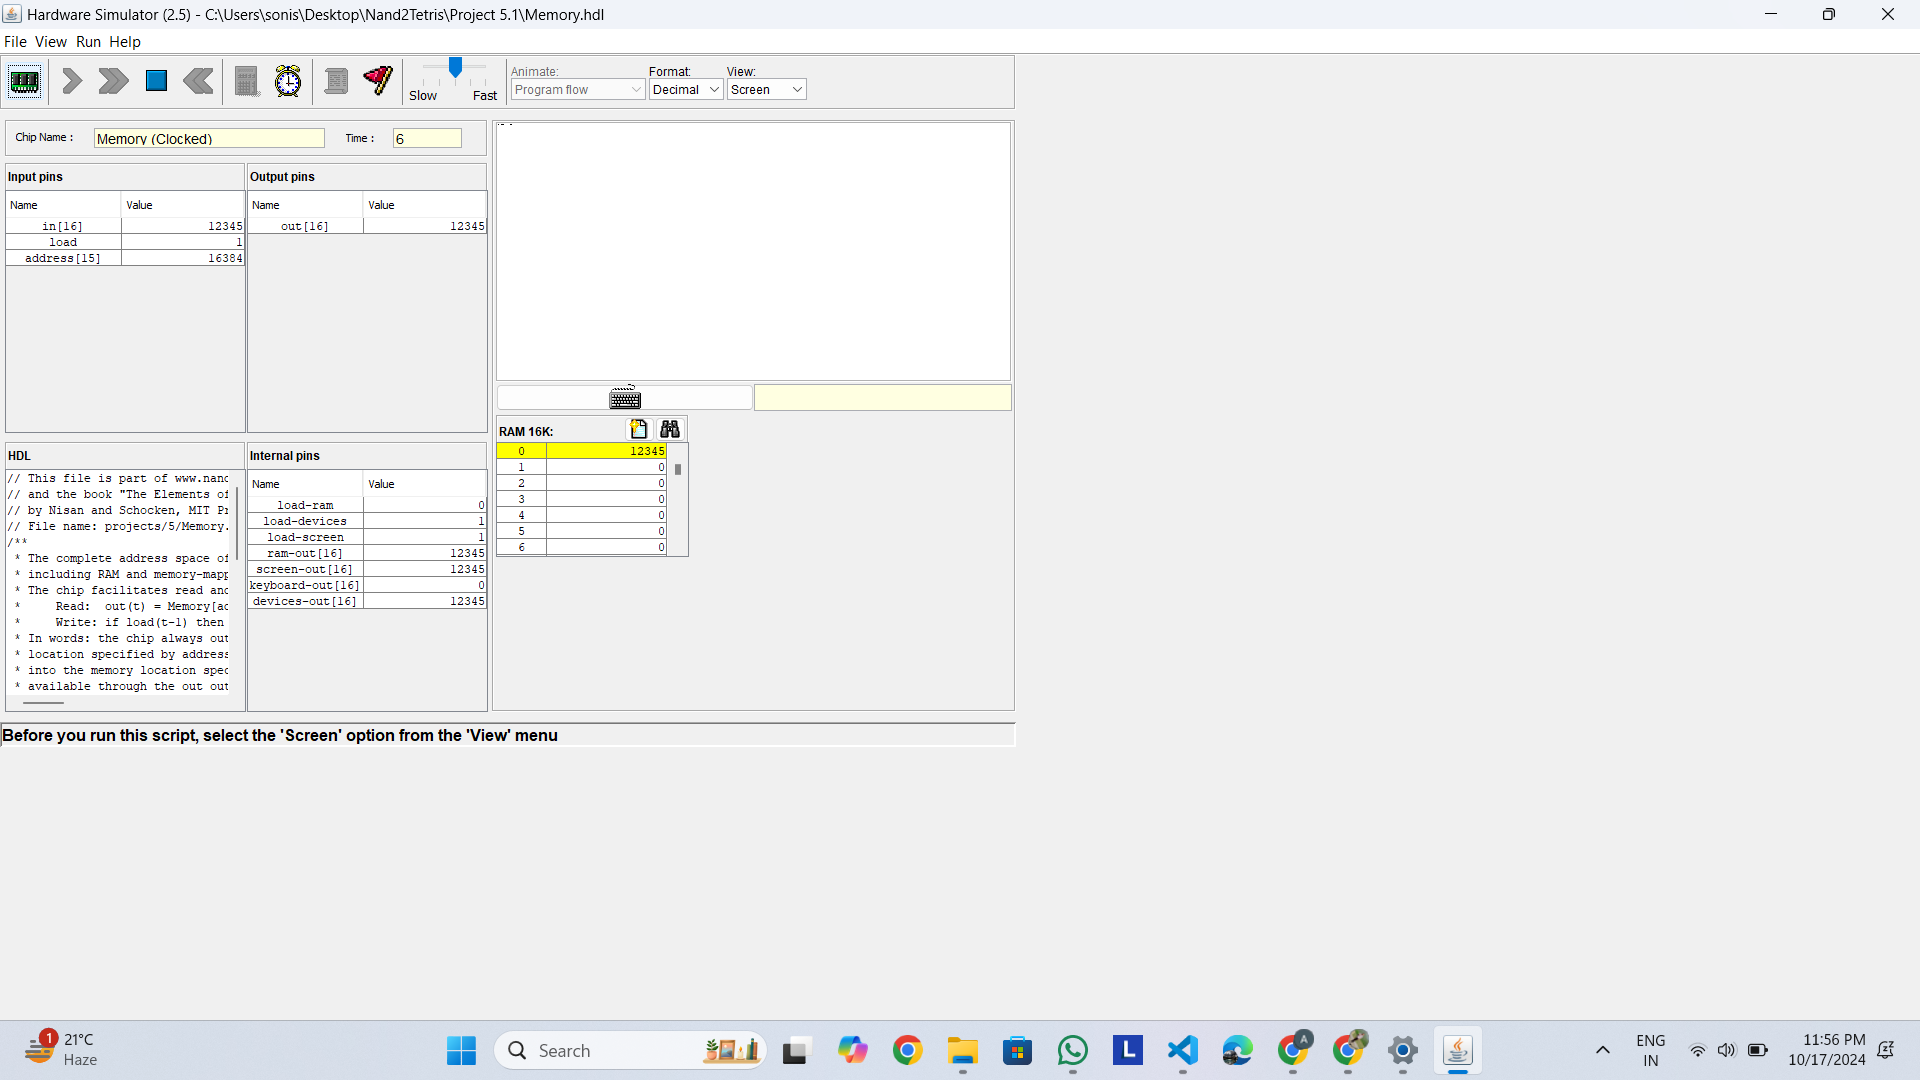 Hardware Simulator (2.5) - C:\Users\sonis\Desktop\Nand2Tetris\Project 5.1\Memory.hdl
File View Run Help
Slow Fast
Animate: Format: View:
Program flow Decimal Screen
Chip Name : Memory (Clocked) Time : 6
Input pins
Name Value
in[16] 12345
load 1
address[15] 16384
Output pins
Name Value
out[16] 12345
RAM 16K:
0 12345
1 0
2 0
3 0
4 0
5 0
6 0
HDL
// This file is part of www.nand
// and the book "The Elements of
// by Nisan and Schocken, MIT Pr
// File name: projects/5/Memory.
/**
* The complete address space of
* including RAM and memory-mapp
* The chip facilitates read and
* Read: out(t) = Memory[ad
* Write: if load(t-1) then
* In words: the chip always out
* location specified by address
* into the memory location spec
* available through the out out
Internal pins
Name Value
load-ram 0
load-devices 1
load-screen 1
ram-out[16] 12345
screen-out[16] 12345
keyboard-out[16] 0
devices-out[16] 12345
Before you run this script, select the 'Screen' option from the 'View' menu
1
21°C
Haze
Search
L
A
ENG
IN
11:56 PM
10/17/2024